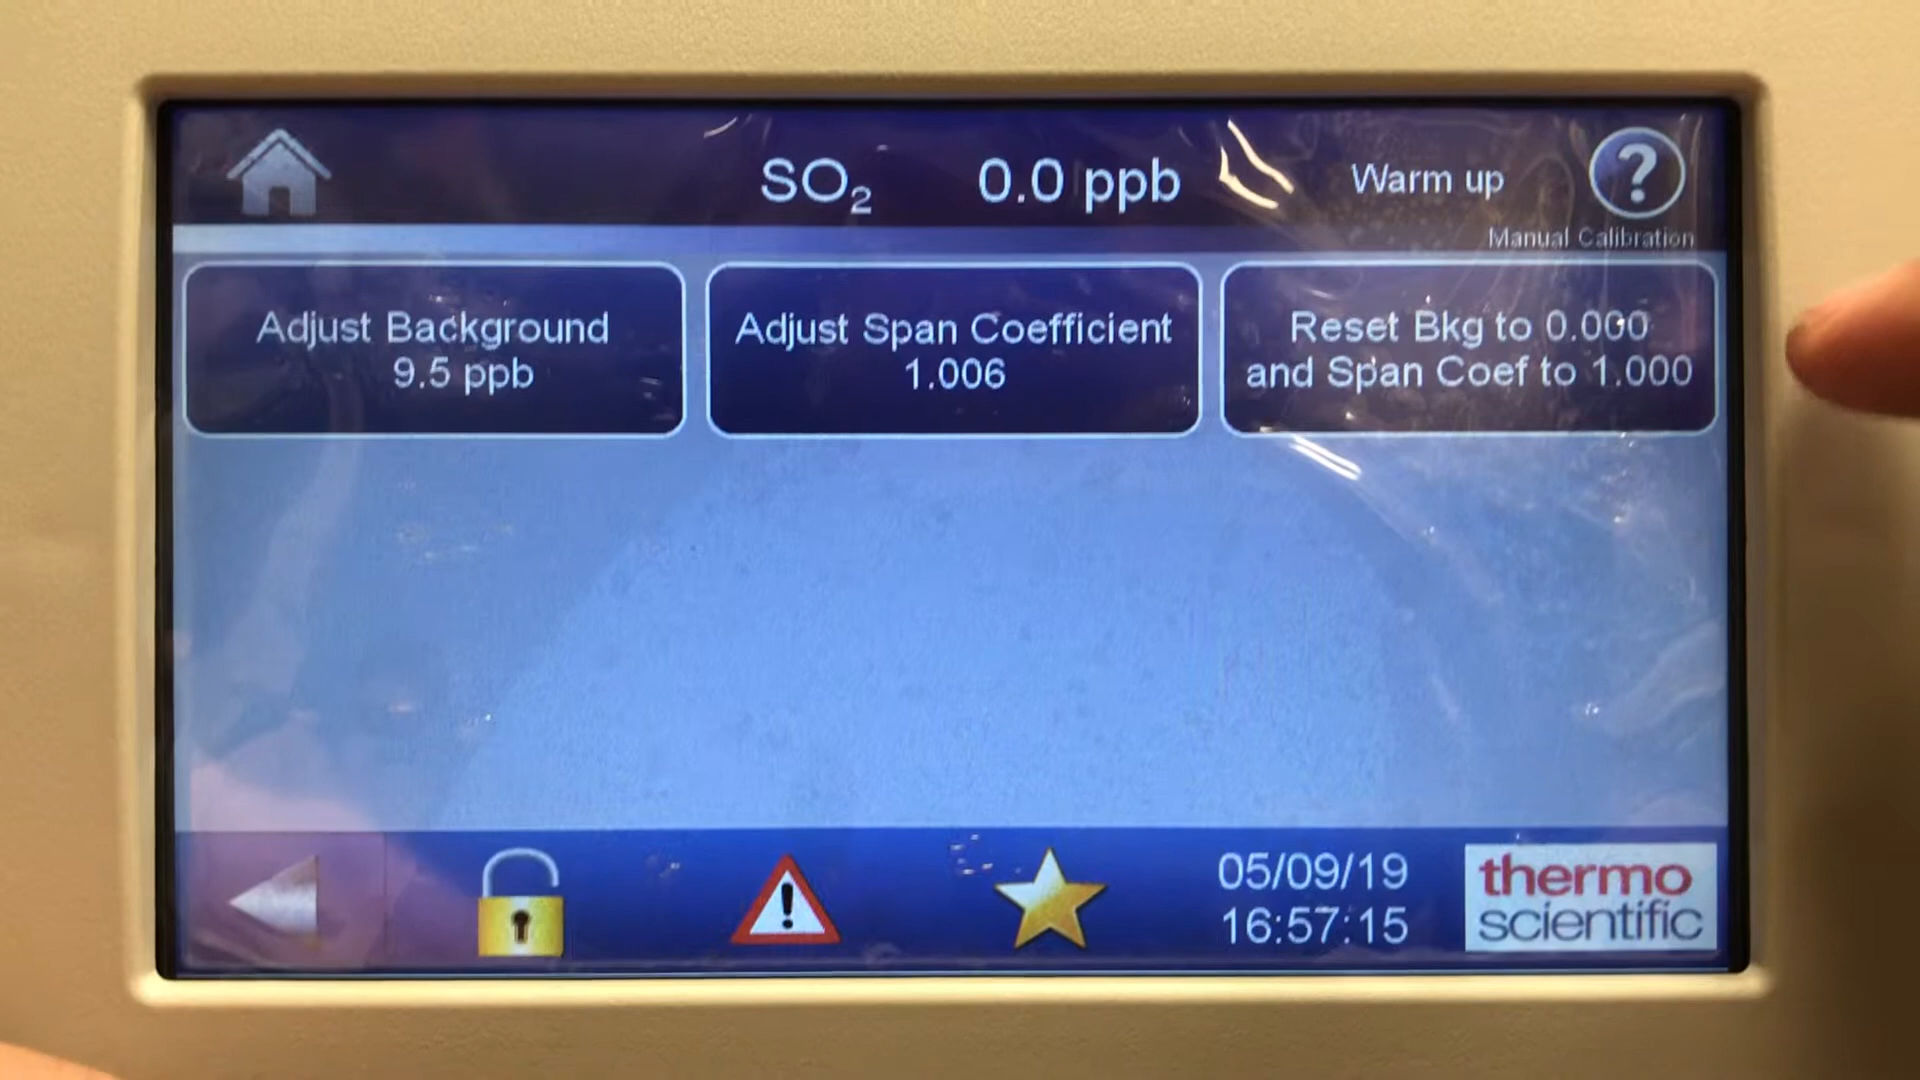 SO₂ 0.0 ppb Warm up
Manual Calibration
Adjust Background
9.5 ppb
Adjust Span Coefficient
1.006
Reset Bkg to 0.000
and Span Coef to 1.000
05/09/19
16:57:15
thermo
scientific